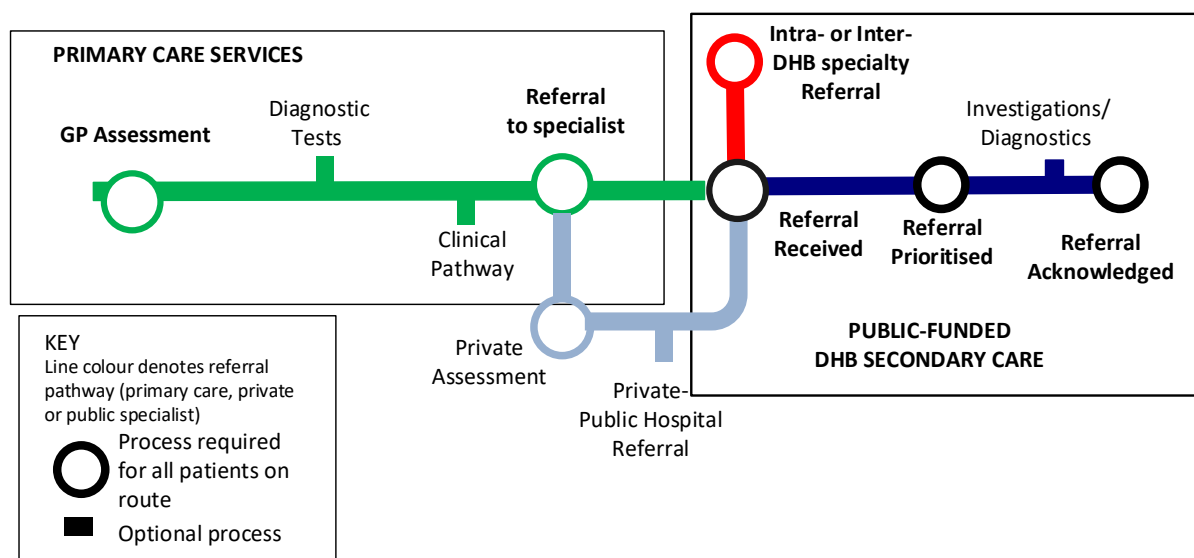 PRIMARY CARE SERVICES
GP Assessment
Diagnostic
Tests
Clinical
Pathway
Referral
to specialist
Intra- or Inter-
DHB specialty
Referral
Referral
Received
Referral
Prioritised
Investigations/
Diagnostics
Referral
Acknowledged
PUBLIC-FUNDED
DHB SECONDARY CARE
Private
Assessment
Private-
Public Hospital
Referral
KEY
Line colour denotes referral
pathway (primary care, private
or public specialist)
Process required
for all patients on
route
Optional process